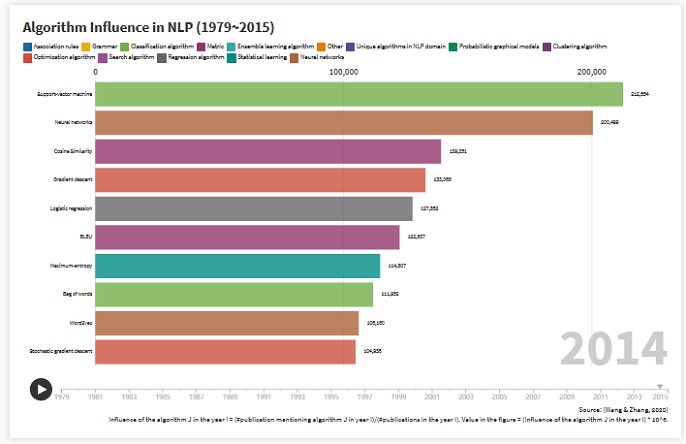 Algorithm Influence in NLP (1979~2015)
Association rules Grammar Classification algorithm Metric Ensemble learning algorithm Other Unique algorithms in NLP domain Probabilistic graphical models Clustering algorithm
Optimization algorithm Search algorithm Regression algorithm Statistical learning Neural networks
0 100,000 200,000
Support-vector machine
Neural networks
Cosine Similarity
Gradient descent
Logistic regression
BLEU
Maximum-entropy
Bag of words
Word2vec
Stochastic gradient descent
2014
1979 1981 1983 1985 1987 1989 1991 1993 1995 1997 1999 2001 2003 2005 2007 2009 2011 2013 2015
Source: (Wang & Zhang, 2020)
Influence of the algorithm J in the year I = (#publication mentioning algorithm J in year I)/(#publications in the year I). Value in the figure = (Influence of the algorithm J in the year I) * 10^6.